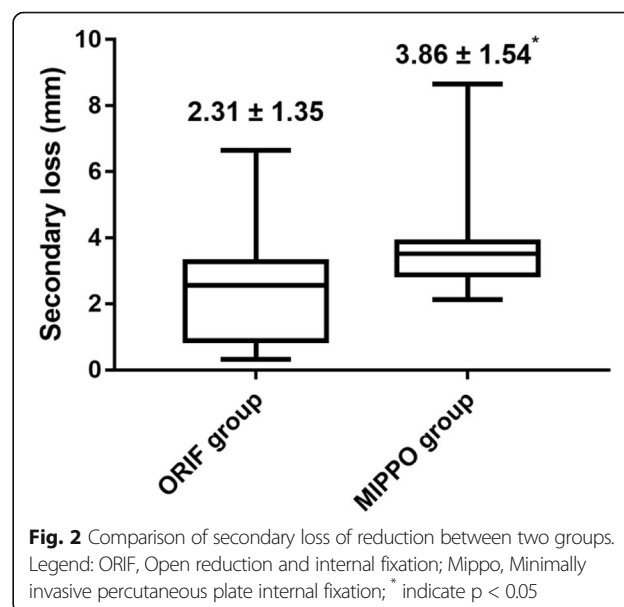 10
3.86 ± 1.54*
8
2.31 ± 1.35
6
4
2
0
Secondary loss (mm)
ORIF group
MIPPO group
Fig. 2 Comparison of secondary loss of reduction between two groups.
Legend: ORIF, Open reduction and internal fixation; Mippo, Minimally
invasive percutaneous plate internal fixation; * indicate p < 0.05